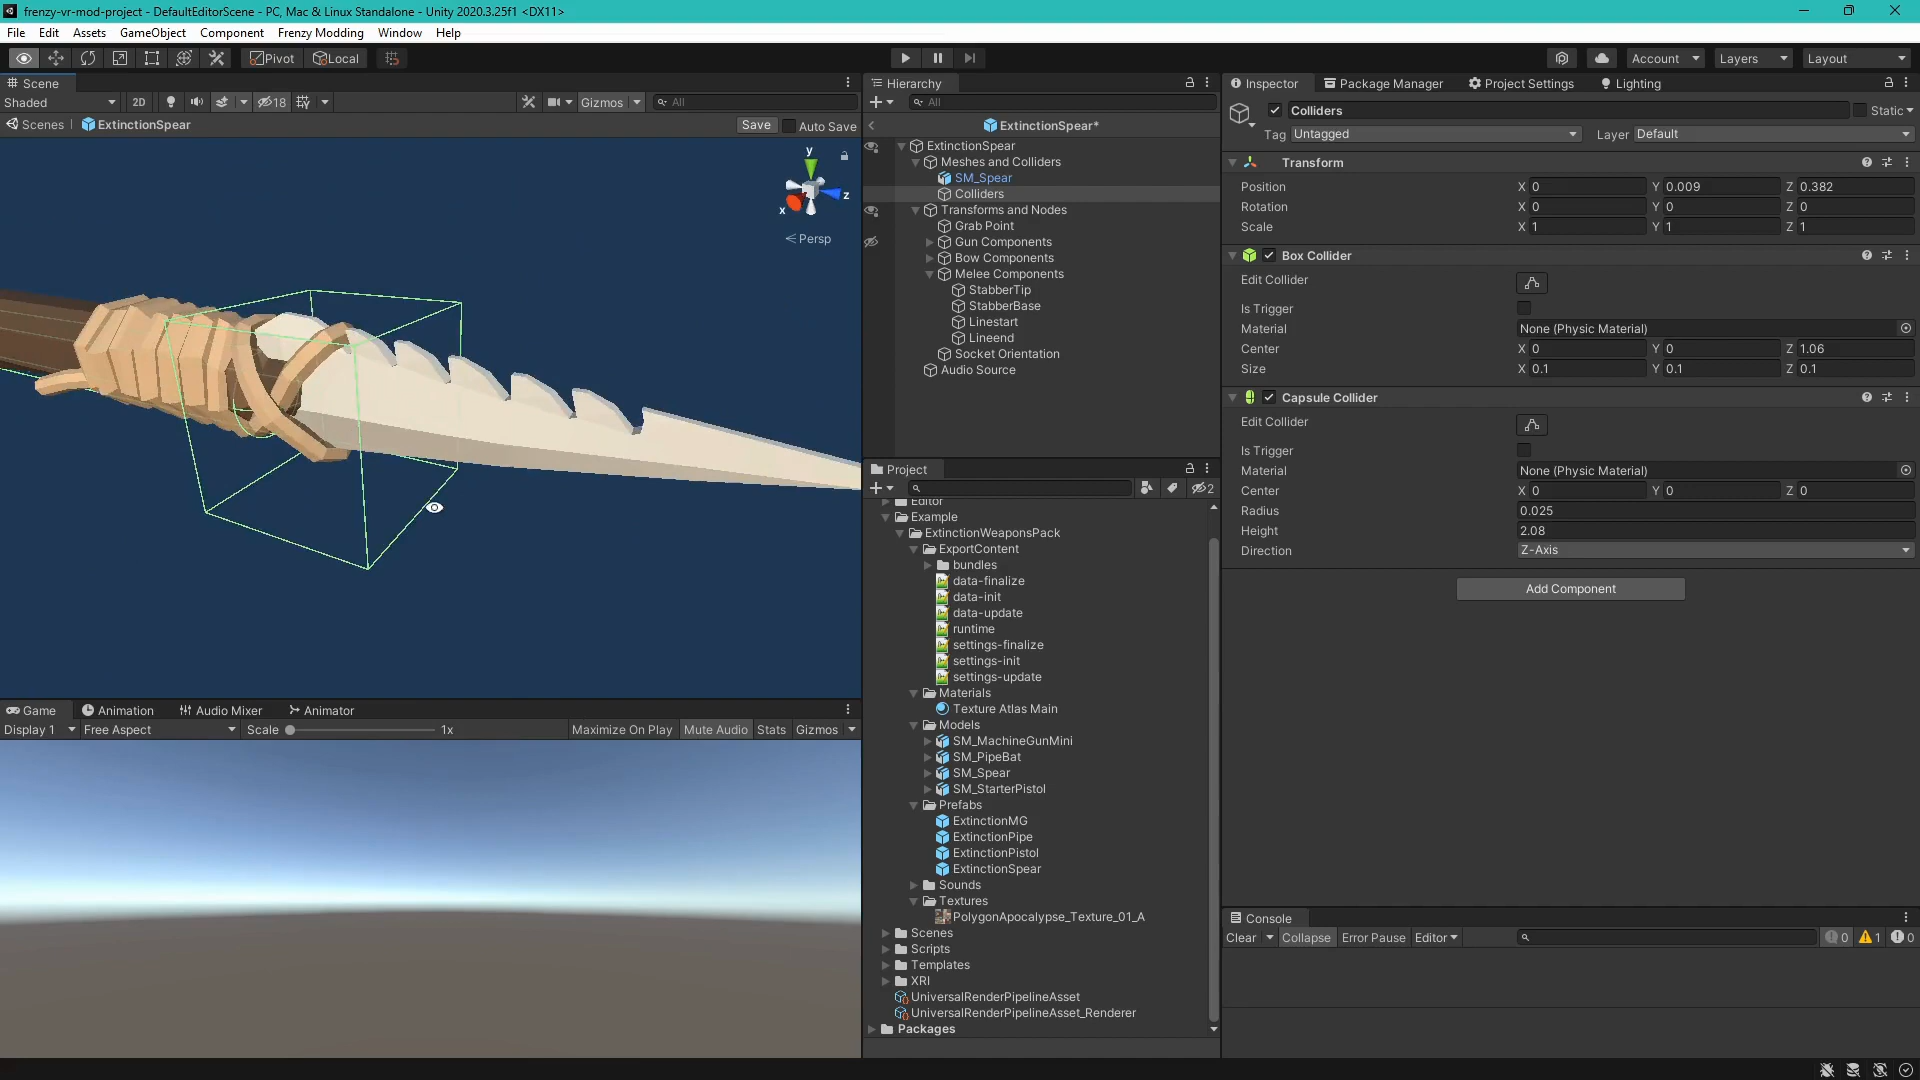 frenzy-vr-mod-project - DefaultEditorScene - PC, Mac & Linux Standalone - Unity 2020.3.25f1 <DX11>
File Edit Assets GameObject Component Frenzy Modding Window Help
Pivot Local Account Layers Layout
Scene
Shaded 2D 18 Gizmos All
Scenes ExtinctionSpear Save Auto Save
y
x z
Persp
Game Animation Audio Mixer Animator
Display 1 Free Aspect Scale 1x Maximize On Play Mute Audio Stats Gizmos
Hierarchy
All
ExtinctionSpear*
ExtinctionSpear
Meshes and Colliders
SM_Spear
Colliders
Transforms and Nodes
Grab Point
Gun Components
Bow Components
Melee Components
StabberTip
StabberBase
Linestart
Lineend
Socket Orientation
Audio Source
Project
2
Editor
Example
ExtinctionWeaponsPack
ExportContent
bundles
data-finalize
data-init
data-update
runtime
settings-finalize
settings-init
settings-update
Materials
Texture Atlas Main
Models
SM_MachineGunMini
SM_PipeBat
SM_Spear
SM_StarterPistol
Prefabs
ExtinctionMG
ExtinctionPipe
ExtinctionPistol
ExtinctionSpear
Sounds
Textures
PolygonApocalypse_Texture_01_A
Scenes
Scripts
Templates
XRI
UniversalRenderPipelineAsset
UniversalRenderPipelineAsset_Renderer
Packages
Inspector Package Manager Project Settings Lighting
Colliders Static
Tag Untagged Layer Default
Transform
Position X 0 Y 0.009 Z 0.382
Rotation X 0 Y 0 Z 0
Scale X 1 Y 1 Z 1
Box Collider
Edit Collider
Is Trigger
Material None (Physic Material)
Center X 0 Y 0 Z 1.06
Size X 0.1 Y 0.1 Z 0.1
Capsule Collider
Edit Collider
Is Trigger
Material None (Physic Material)
Center X 0 Y 0 Z 0
Radius 0.025
Height 2.08
Direction Z-Axis
Add Component
Console
Clear Collapse Error Pause Editor 0 1 0